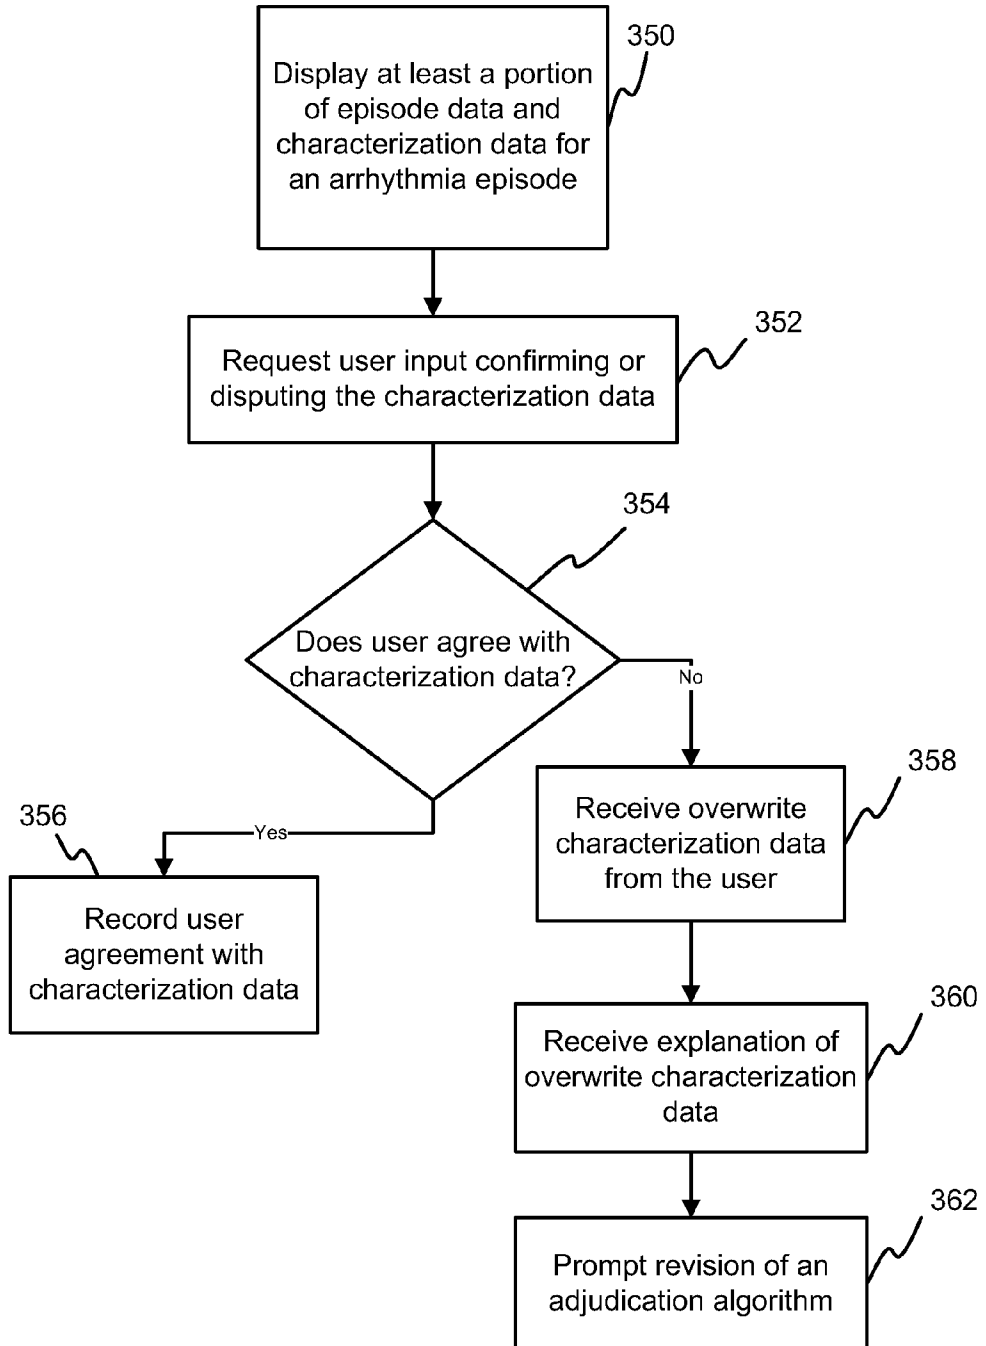 350
Display at least a portion
of episode data and
characterization data for
an arrhythmia episode
352
Request user input confirming or
disputing the characterization data
354
Does user agree with
characterization data?
No
Yes
356
Record user
agreement with
characterization data
358
Receive overwrite
characterization data
from the user
360
Receive explanation of
overwrite characterization
data
362
Prompt revision of an
adjudication algorithm